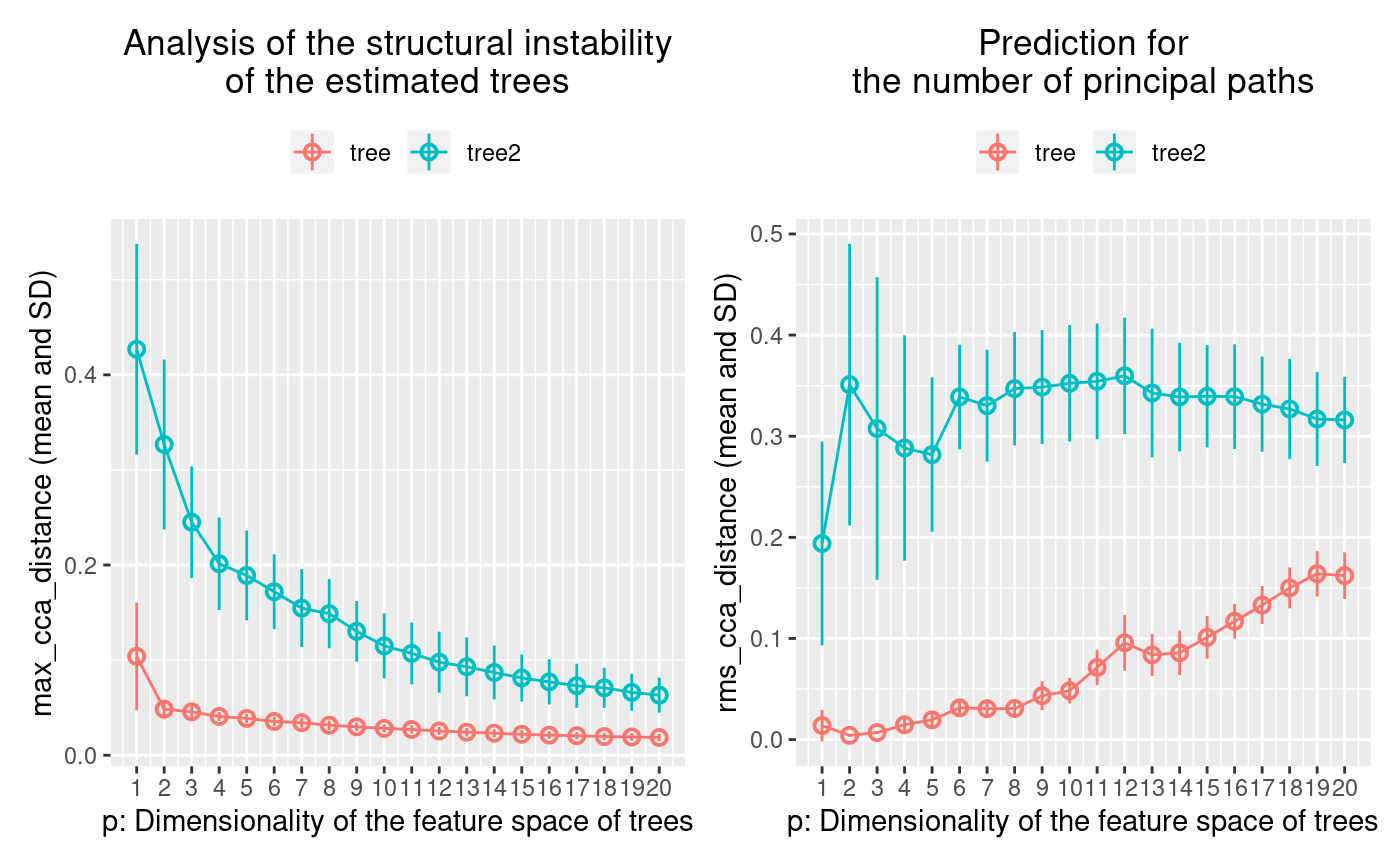 Analysis of the structural instability
of the estimated trees
tree
tree2
max_cca_distance (mean and SD)
0.4
0.2
0.0
1 2 3 4 5 6 7 8 9 10 11 12 13 14 15 16 17 18 19 20
p: Dimensionality of the feature space of trees
Prediction for
the number of principal paths
tree
tree2
rms_cca_distance (mean and SD)
0.5
0.4
0.3
0.2
0.1
0.0
1 2 3 4 5 6 7 8 9 10 11 12 13 14 15 16 17 18 19 20
p: Dimensionality of the feature space of trees